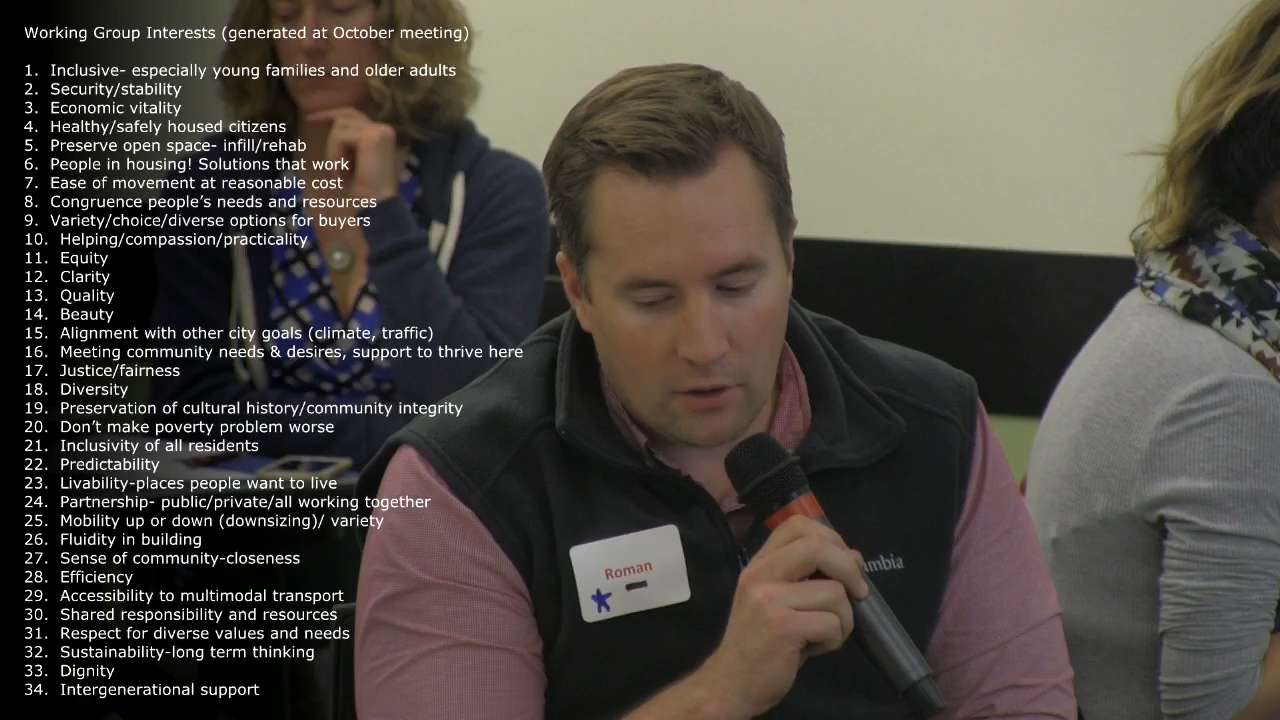 Working Group Interests (generated at October meeting)
1. Inclusive- especially young families and older adults
2. Security/stability
3. Economic vitality
4. Healthy/safely housed citizens
5. Preserve open space- infill/rehab
6. People in housing! Solutions that work
7. Ease of movement at reasonable cost
8. Congruence people’s needs and resources
9. Variety/choice/diverse options for buyers
10. Helping/compassion/practicality
11. Equity
12. Clarity
13. Quality
14. Beauty
15. Alignment with other city goals (climate, traffic)
16. Meeting community needs & desires, support to thrive here
17. Justice/fairness
18. Diversity
19. Preservation of cultural history/community integrity
20. Don’t make poverty problem worse
21. Inclusivity of all residents
22. Predictability
23. Livability-places people want to live
24. Partnership- public/private/all working together
25. Mobility up or down (downsizing)/ variety
26. Fluidity in building
27. Sense of community-closeness
28. Efficiency
29. Accessibility to multimodal transport
30. Shared responsibility and resources
31. Respect for diverse values and needs
32. Sustainability-long term thinking
33. Dignity
34. Intergenerational support
Roman